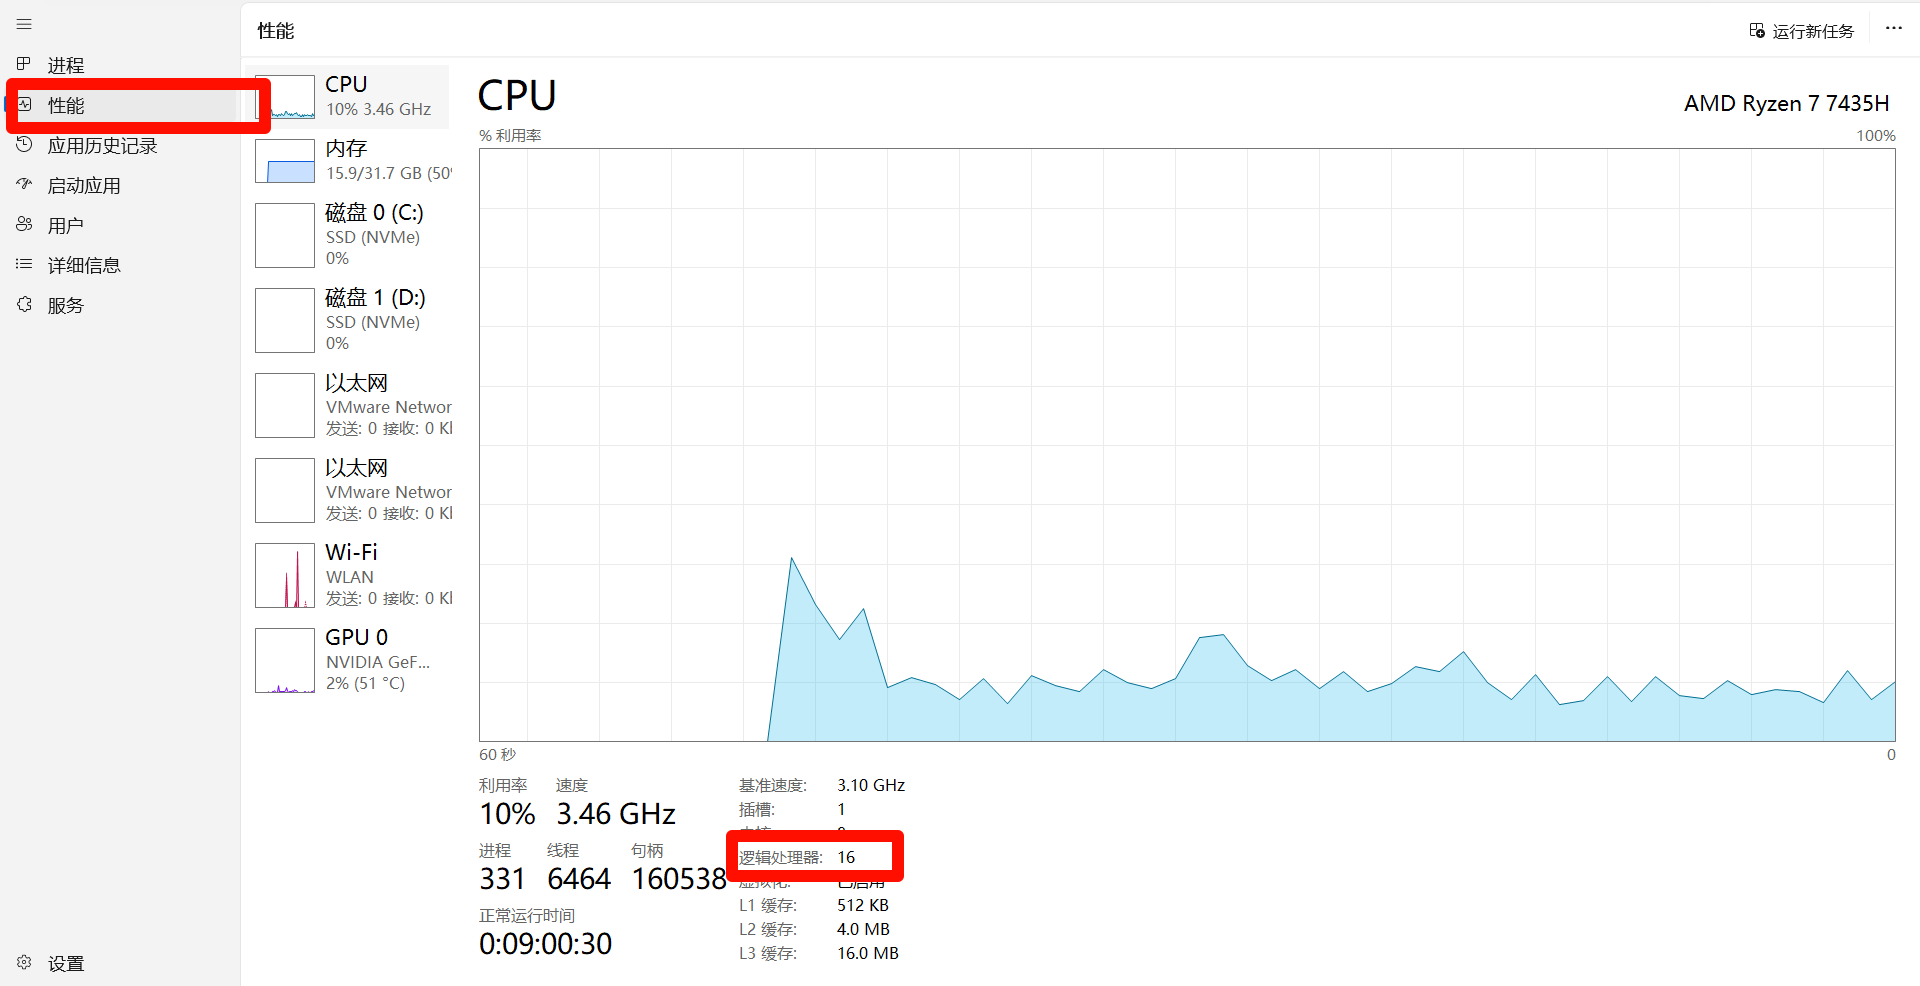 性能
运行新任务
进程
性能
应用历史记录
启动应用
用户
详细信息
服务
设置
CPU
10% 3.46 GHz
内存
15.9/31.7 GB (50%
磁盘 0 (C:)
SSD (NVMe)
0%
磁盘 1 (D:)
SSD (NVMe)
0%
以太网
VMware Networ
发送: 0 接收: 0 K
以太网
VMware Networ
发送: 0 接收: 0 K
Wi-Fi
WLAN
发送: 0 接收: 0 K
GPU 0
NVIDIA GeF...
2% (51 °C)
CPU
AMD Ryzen 7 7435H
% 利用率
100%
60 秒
0
利用率 速度
10% 3.46 GHz
进程 线程 句柄
331 6464 160538
正常运行时间
0:09:00:30
基准速度: 3.10 GHz
插槽: 1
逻辑处理器: 16
虚拟化: 已启用
L1 缓存: 512 KB
L2 缓存: 4.0 MB
L3 缓存: 16.0 MB